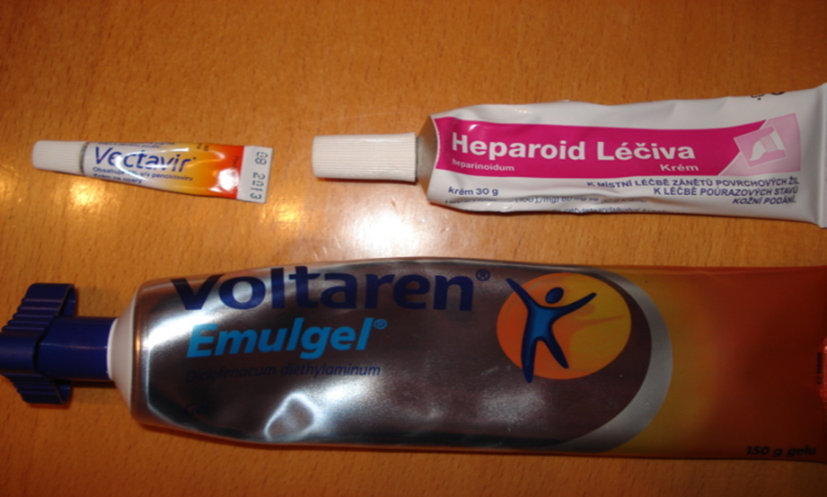 Vectavir
08 2013
Heparoid Léčiva
heparinoidum
Krém
krém 30 g
K MÍSTNÍ LÉČBĚ ZÁNĚTŮ POVRCHOVÝCH ŽIL
K LÉČBĚ POÚRAZOVÝCH STAVŮ
KOŽNÍ PODÁNÍ.
Voltaren®
Emulgel®
Diclofenacum diethylaminum
150 g gelu